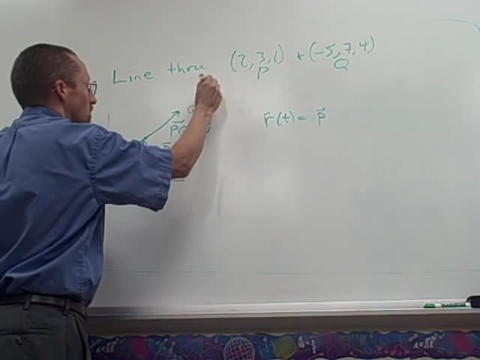 Line thru (2,3,1) + (-5,7,4)
P Q
r(t) = p